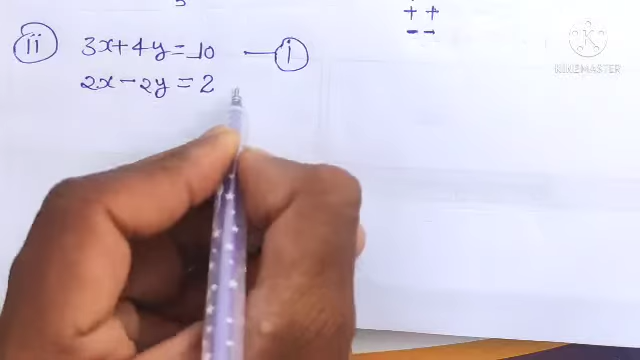 ++
--
ii 3x+4y=10 — i
2x-2y=2
KINEMASTER